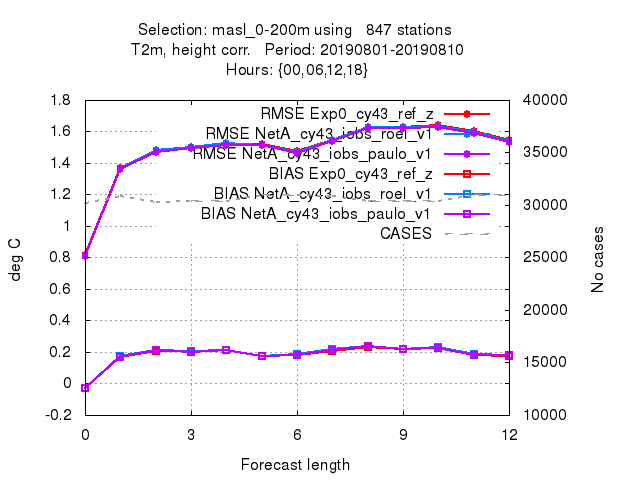 Selection: masl_0-200m using 847 stations
T2m, height corr. Period: 20190801-20190810
Hours: {00,06,12,18}
1.8
1.6
1.4
1.2
1
0.8
0.6
0.4
0.2
0
-0.2
deg C
40000
35000
30000
25000
20000
15000
10000
No cases
RMSE Exp0_cy43_ref_z
RMSE NetA_cy43_iobs_roel_v1
RMSE NetA_cy43_iobs_paulo_v1
BIAS Exp0_cy43_ref_z
BIAS NetA_cy43_iobs_roel_v1
BIAS NetA_cy43_iobs_paulo_v1
CASES
0 3 6 9 12
Forecast length